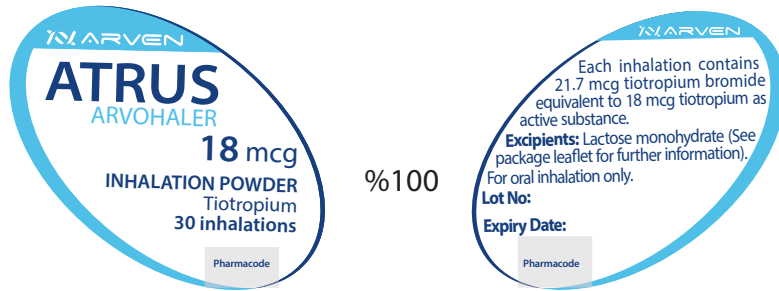 ARVEN
ATRUS
ARVOHALER
18 mcg
INHALATION POWDER
Tiotropium
30 inhalations
Pharmacode
%100
ARVEN
Each inhalation contains
21.7 mcg tiotropium bromide
equivalent to 18 mcg tiotropium as
active substance.
Excipients: Lactose monohydrate (See
package leaflet for further information).
For oral inhalation only.
Lot No:
Expiry Date:
Pharmacode